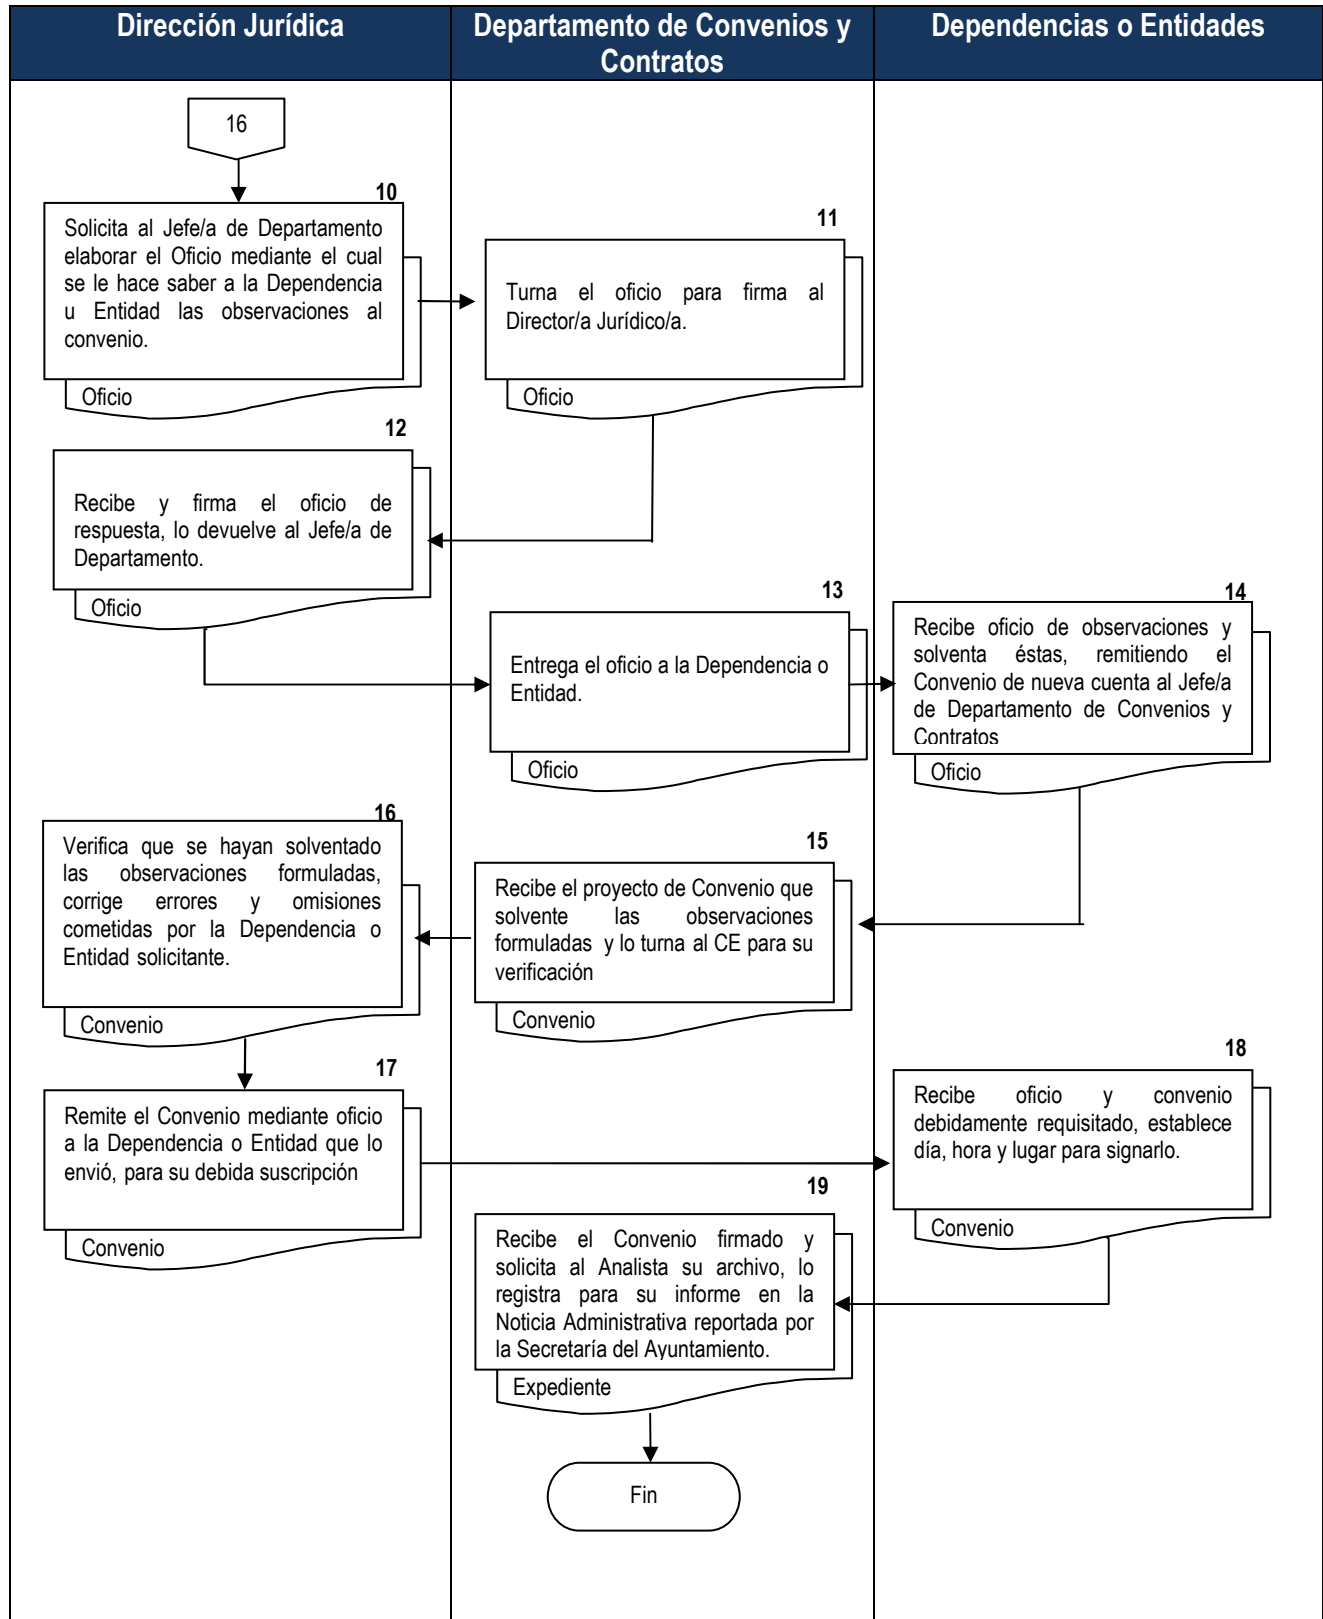 Dirección Jurídica
Departamento de Convenios y
Contratos
Dependencias o Entidades
16
10
Solicita al Jefe/a de Departamento
elaborar el Oficio mediante el cual
se le hace saber a la Dependencia
u Entidad las observaciones al
convenio.
Oficio
11
Turna el oficio para firma al
Director/a Jurídico/a.
Oficio
12
Recibe y firma el oficio de
respuesta, lo devuelve al Jefe/a de
Departamento.
Oficio
13
Entrega el oficio a la Dependencia o
Entidad.
Oficio
14
Recibe oficio de observaciones y
solventa éstas, remitiendo el
Convenio de nueva cuenta al Jefe/a
de Departamento de Convenios y
Contratos
Oficio
15
Recibe el proyecto de Convenio que
solvente las observaciones
formuladas y lo turna al CE para su
verificación
Convenio
16
Verifica que se hayan solventado
las observaciones formuladas,
corrige errores y omisiones
cometidas por la Dependencia o
Entidad solicitante.
Convenio
17
Remite el Convenio mediante oficio
a la Dependencia o Entidad que lo
envió, para su debida suscripción
Convenio
18
Recibe oficio y convenio
debidamente requisitado, establece
día, hora y lugar para signarlo.
Convenio
19
Recibe el Convenio firmado y
solicita al Analista su archivo, lo
registra para su informe en la
Noticia Administrativa reportada por
la Secretaría del Ayuntamiento.
Expediente
Fin